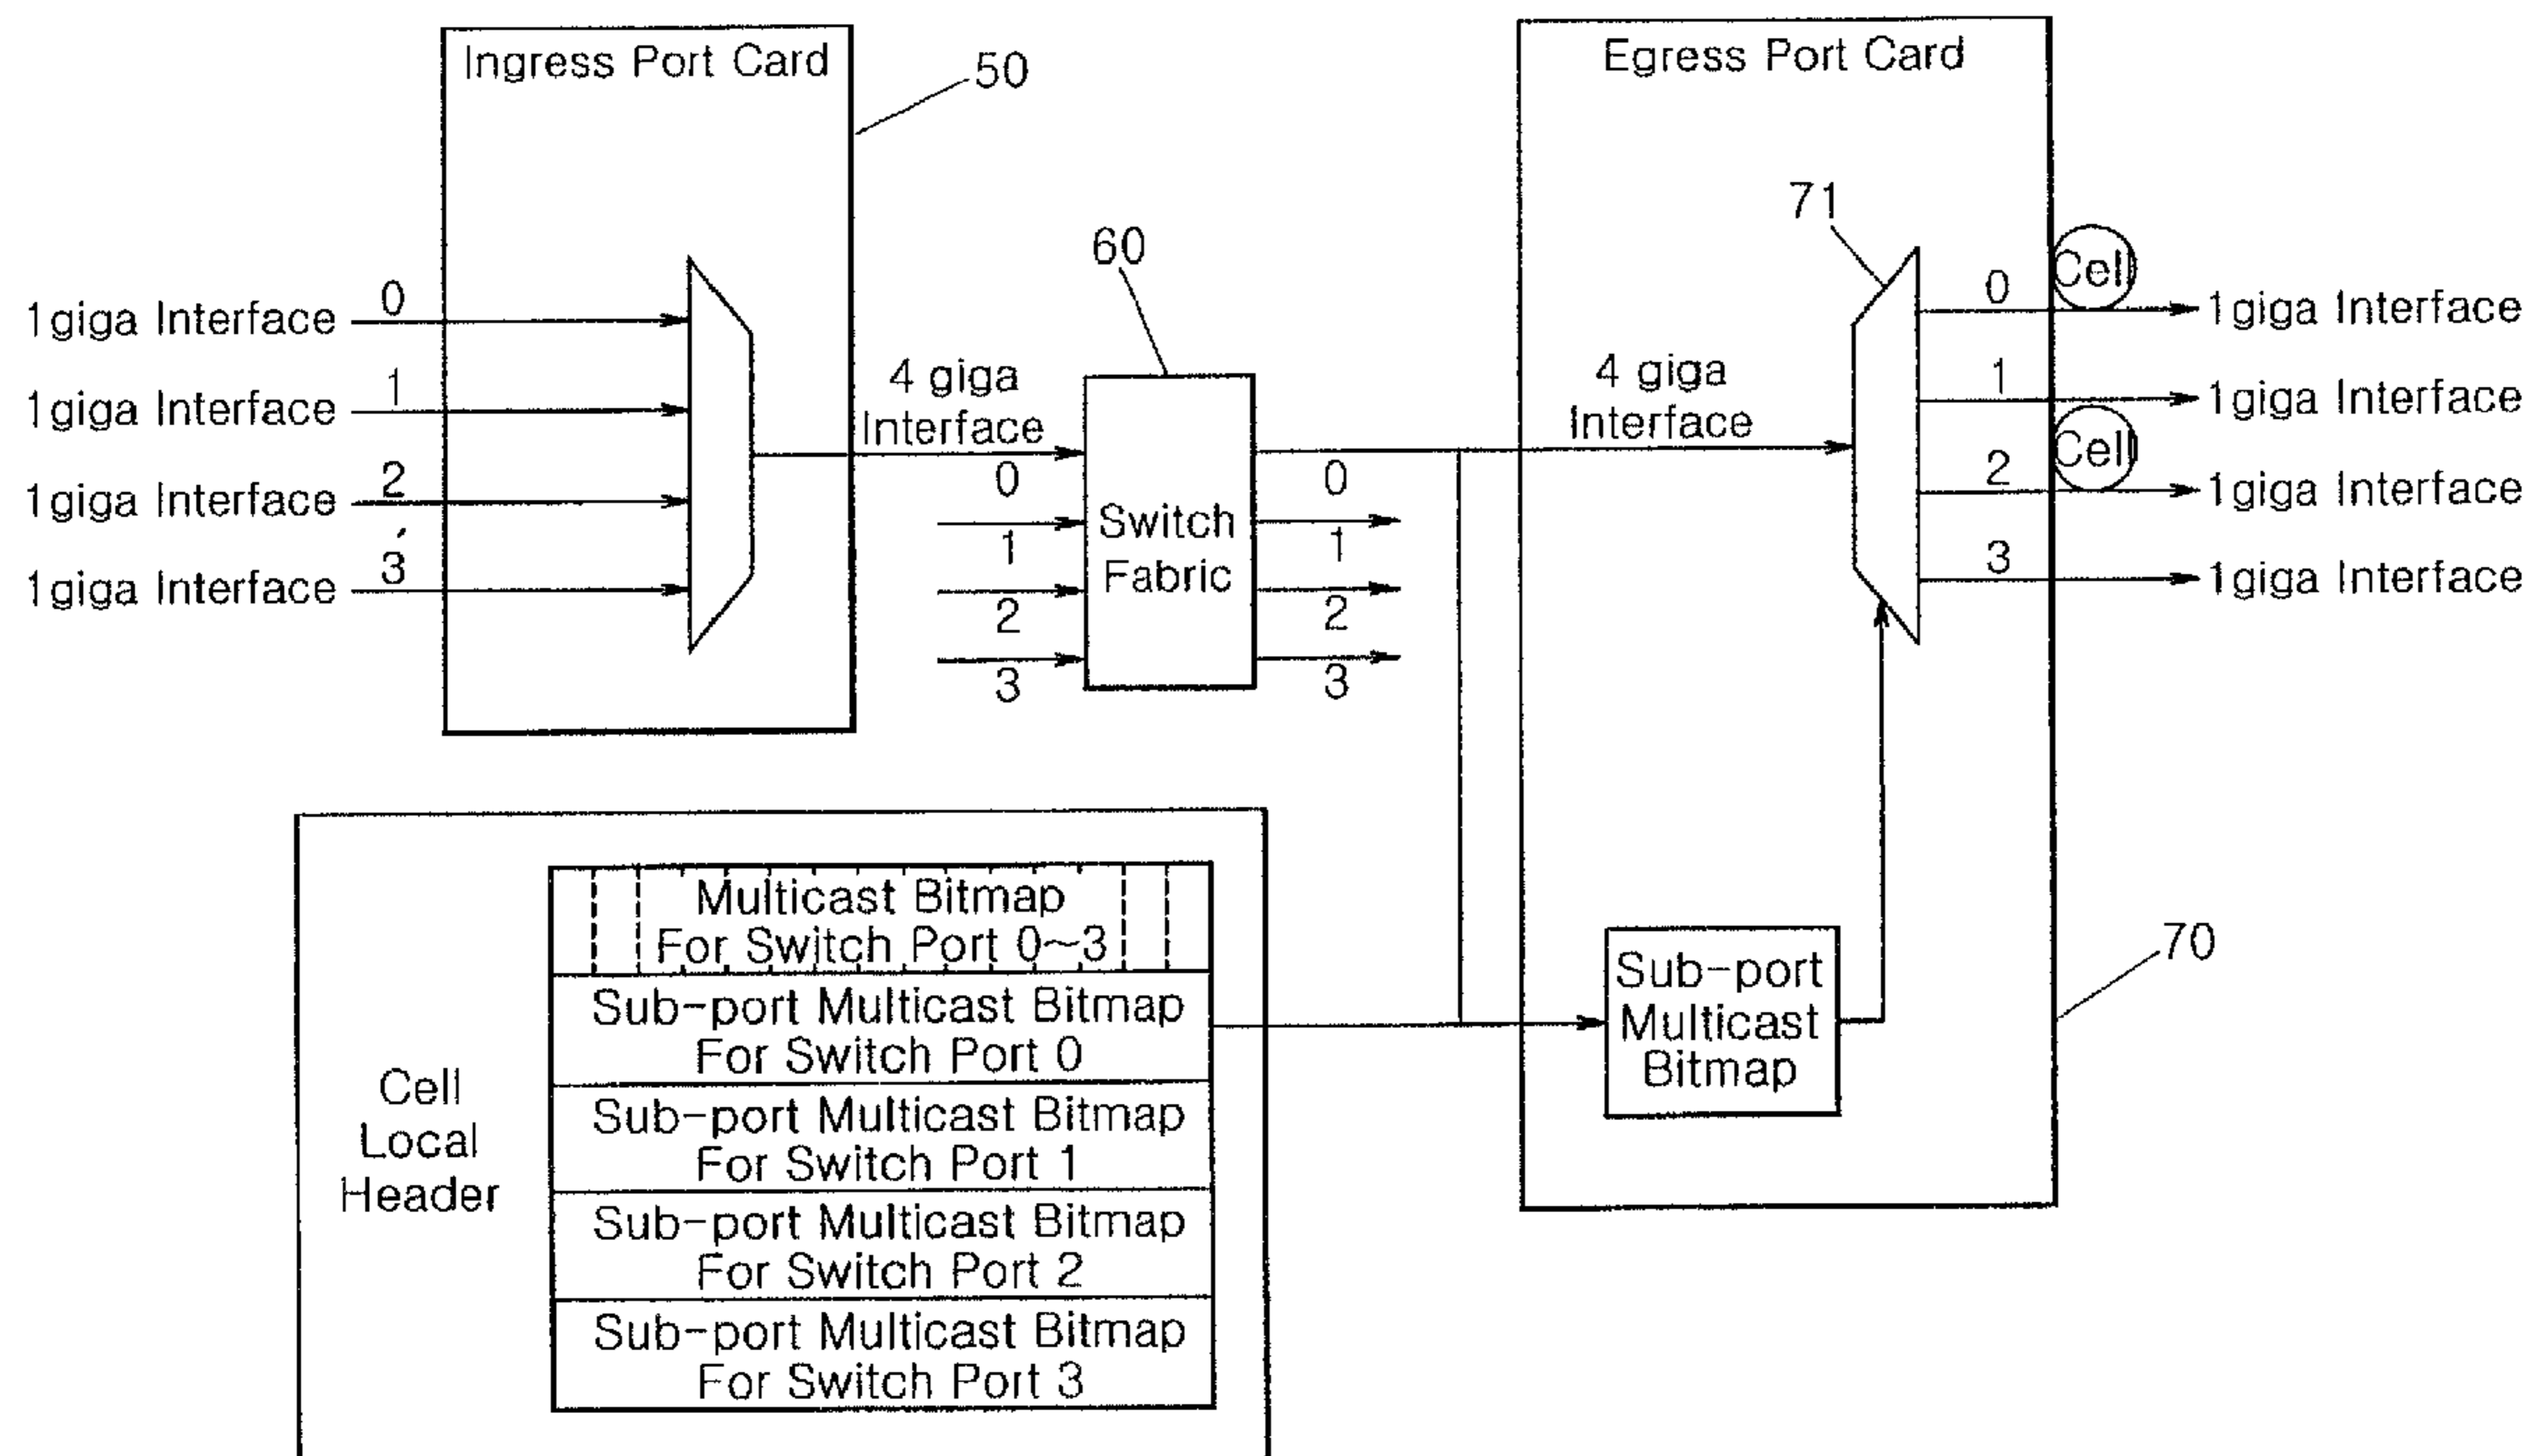 Ingress Port Card
50
1giga Interface
0
1giga Interface
1
1giga Interface
2
1giga Interface
3
4 giga
Interface
0
1
2
3
60
Switch
Fabric
0
1
2
3
Egress Port Card
4 giga
Interface
71
0
Cell
1giga Interface
1
1giga Interface
2
Cell
1giga Interface
3
1giga Interface
70
Sub-port
Multicast
Bitmap
Cell
Local
Header
Multicast Bitmap
For Switch Port 0~3
Sub-port Multicast Bitmap
For Switch Port 0
Sub-port Multicast Bitmap
For Switch Port 1
Sub-port Multicast Bitmap
For Switch Port 2
Sub-port Multicast Bitmap
For Switch Port 3